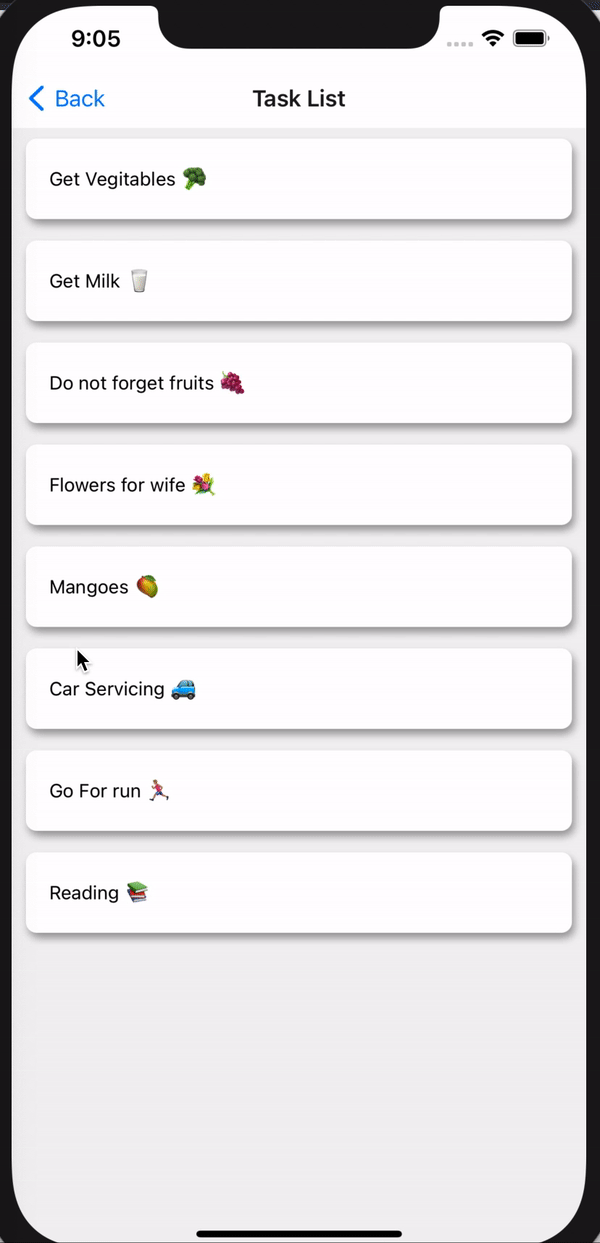 9:05
Back
Task List
Get Vegitables 🥦
Get Milk 🥛
Do not forget fruits 🍇
Flowers for wife 💐
Mangoes 🥭
Car Servicing 🚙
Go For run 🏃
Reading 📚